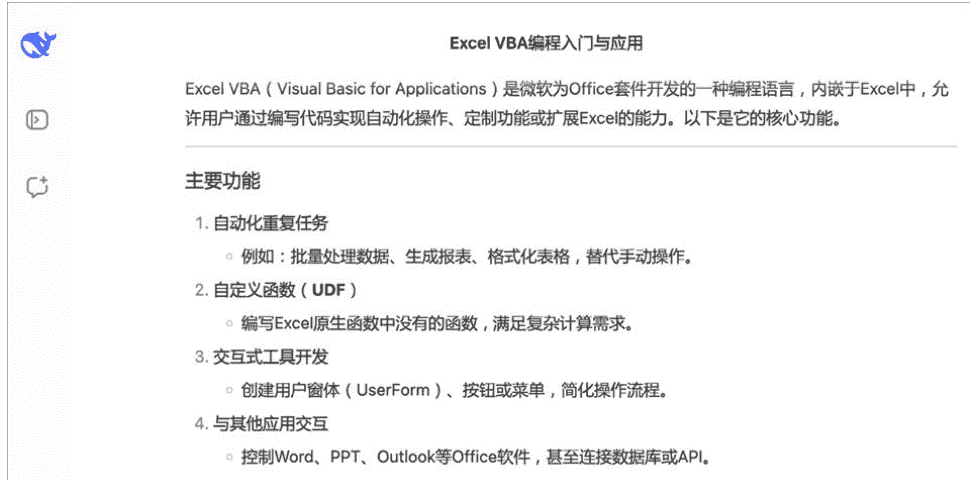 Excel VBA编程入门与应用
Excel VBA（Visual Basic for Applications）是微软为Office套件开发的一种编程语言，内嵌于Excel中，允
许用户通过编写代码实现自动化操作、定制功能或扩展Excel的能力。以下是它的核心功能。
主要功能
1. 自动化重复任务
◦ 例如：批量处理数据、生成报表、格式化表格，替代手动操作。
2. 自定义函数（UDF）
◦ 编写Excel原生函数中没有的函数，满足复杂计算需求。
3. 交互式工具开发
◦ 创建用户窗体（UserForm）、按钮或菜单，简化操作流程。
4. 与其他应用交互
◦ 控制Word、PPT、Outlook等Office软件，甚至连接数据库或API。